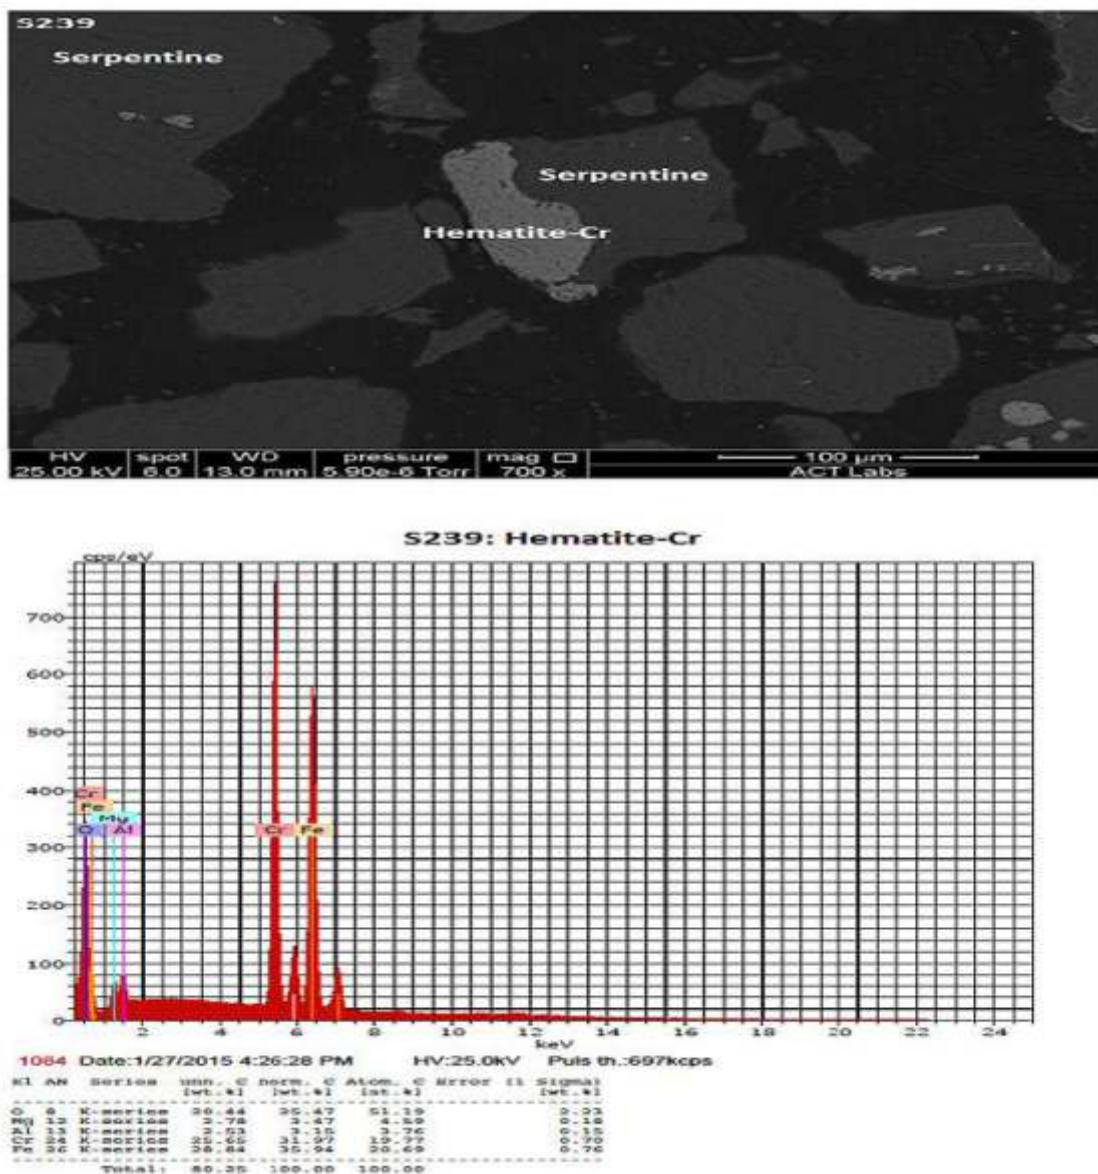 S239
Serpentine
Serpentine
Hematite-Cr
HV spot WD pressure mag 100 µm
25.00 kV 6.0 13.0 mm 5.90e-6 Torr 700 x ACT Labs
S239: Hematite-Cr
cps/eV
700
600
500
400
300
200
100
0
Cr
Fe
Mg
O Al
Cr Fe
2 4 6 8 10 12 14 16 18 20 22 24
keV
1084 Date:1/27/2015 4:26:28 PM HV:25.0kV Puls th.:697kcps
El AN Series unn. C norm. C Atom. C Error (1 Sigma)
[wt.%] [wt.%] [at.%] [wt.%]
O 8 K-series 25.47 51.19
Mg 12 K-series 2.78 3.47 4.59 0.18
Al 13 K-series 2.53 3.15 3.76 0.15
Cr 24 K-series 25.65 31.97 19.77 0.70
Fe 26 K-series 28.84 35.94 20.69 0.76
Total: 80.25 100.00 100.00